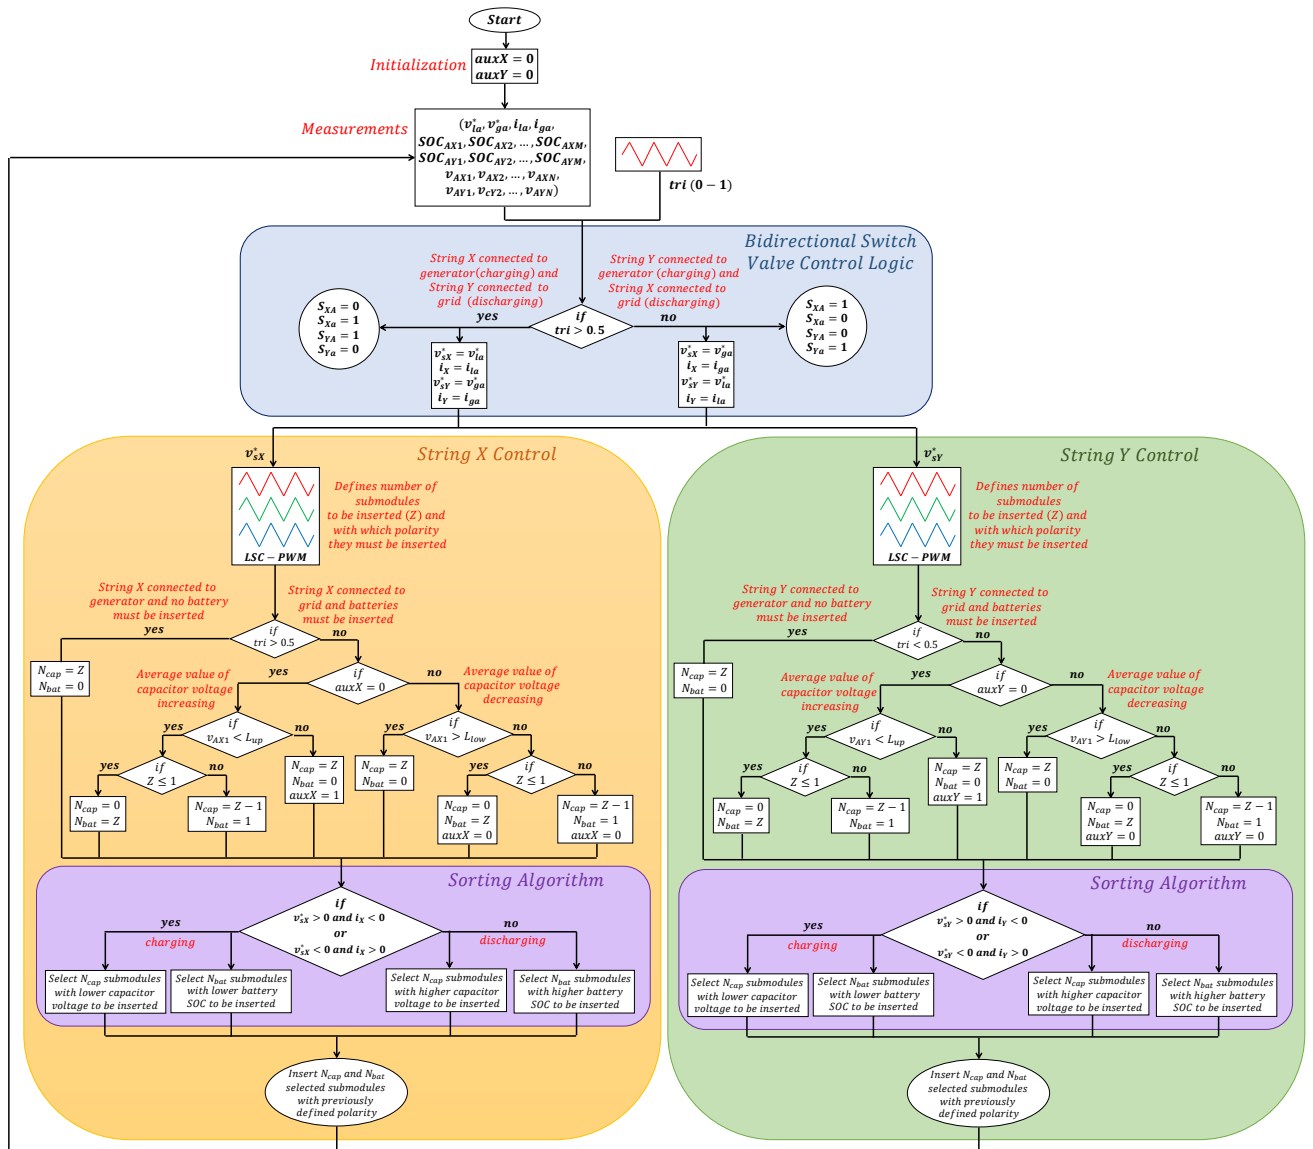 Start
Initialization
auxX = 0
auxY = 0
Measurements
(v*la, v*ga, ila, iga,
SOCAX1, SOCAX2, … , SOCAXM,
SOCAY1, SOCAY2, … , SOCAYM,
vAX1, vAX2, … , vAXN,
vAY1, vcY2, … , vAYN)
tri (0 − 1)
Bidirectional Switch
Valve Control Logic
String X connected to
generator(charging) and
String Y connected to
grid (discharging)
String Y connected to
generator (charging) and
String X connected to
grid (discharging)
SXA = 0
SXa = 1
SYA = 1
SYa = 0
yes
if
tri > 0.5
no
SXA = 1
SXa = 0
SYA = 0
SYa = 1
v*sX = v*la
iX = ila
v*sY = v*ga
iY = iga
v*sX = v*ga
iX = iga
v*sY = v*la
iY = ila
String X Control
v*sX
LSC − PWM
Defines number of
submodules
to be inserted (Z) and
with which polarity
they must be inserted
String X connected to
generator and no battery
must be inserted
String X connected to
grid and batteries
must be inserted
yes
if
tri > 0.5
no
Ncap = Z
Nbat = 0
Average value of
capacitor voltage
increasing
yes
if
auxX = 0
no
Average value of
capacitor voltage
decreasing
yes
if
vAX1 < Lup
no
yes
if
vAX1 > Llow
no
yes
if
Z ≤ 1
no
Ncap = Z
Nbat = 0
auxX = 1
Ncap = Z
Nbat = 0
yes
if
Z ≤ 1
no
Ncap = 0
Nbat = Z
Ncap = Z − 1
Nbat = 1
Ncap = 0
Nbat = Z
auxX = 0
Ncap = Z − 1
Nbat = 1
auxX = 0
Sorting Algorithm
if
v*sX > 0 and iX < 0
or
v*sX < 0 and iX > 0
yes
charging
no
discharging
Select Ncap submodules
with lower capacitor
voltage to be inserted
Select Nbat submodules
with lower battery
SOC to be inserted
Select Ncap submodules
with higher capacitor
voltage to be inserted
Select Nbat submodules
with higher battery
SOC to be inserted
Insert Ncap and Nbat
selected submodules
with previously
defined polarity
String Y Control
v*sY
LSC − PWM
Defines number of
submodules
to be inserted (Z) and
with which polarity
they must be inserted
String Y connected to
generator and no battery
must be inserted
String Y connected to
grid and batteries
must be inserted
yes
if
tri < 0.5
no
Ncap = Z
Nbat = 0
Average value of
capacitor voltage
increasing
yes
if
auxY = 0
no
Average value of
capacitor voltage
decreasing
yes
if
vAY1 < Lup
no
yes
if
vAY1 > Llow
no
yes
if
Z ≤ 1
no
Ncap = Z
Nbat = 0
auxY = 1
Ncap = Z
Nbat = 0
yes
if
Z ≤ 1
no
Ncap = 0
Nbat = Z
Ncap = Z − 1
Nbat = 1
Ncap = 0
Nbat = Z
auxY = 0
Ncap = Z − 1
Nbat = 1
auxY = 0
Sorting Algorithm
if
v*sY > 0 and iY < 0
or
v*sY < 0 and iY > 0
yes
charging
no
discharging
Select Ncap submodules
with lower capacitor
voltage to be inserted
Select Nbat submodules
with lower battery
SOC to be inserted
Select Ncap submodules
with higher capacitor
voltage to be inserted
Select Nbat submodules
with higher battery
SOC to be inserted
Insert Ncap and Nbat
selected submodules
with previously
defined polarity